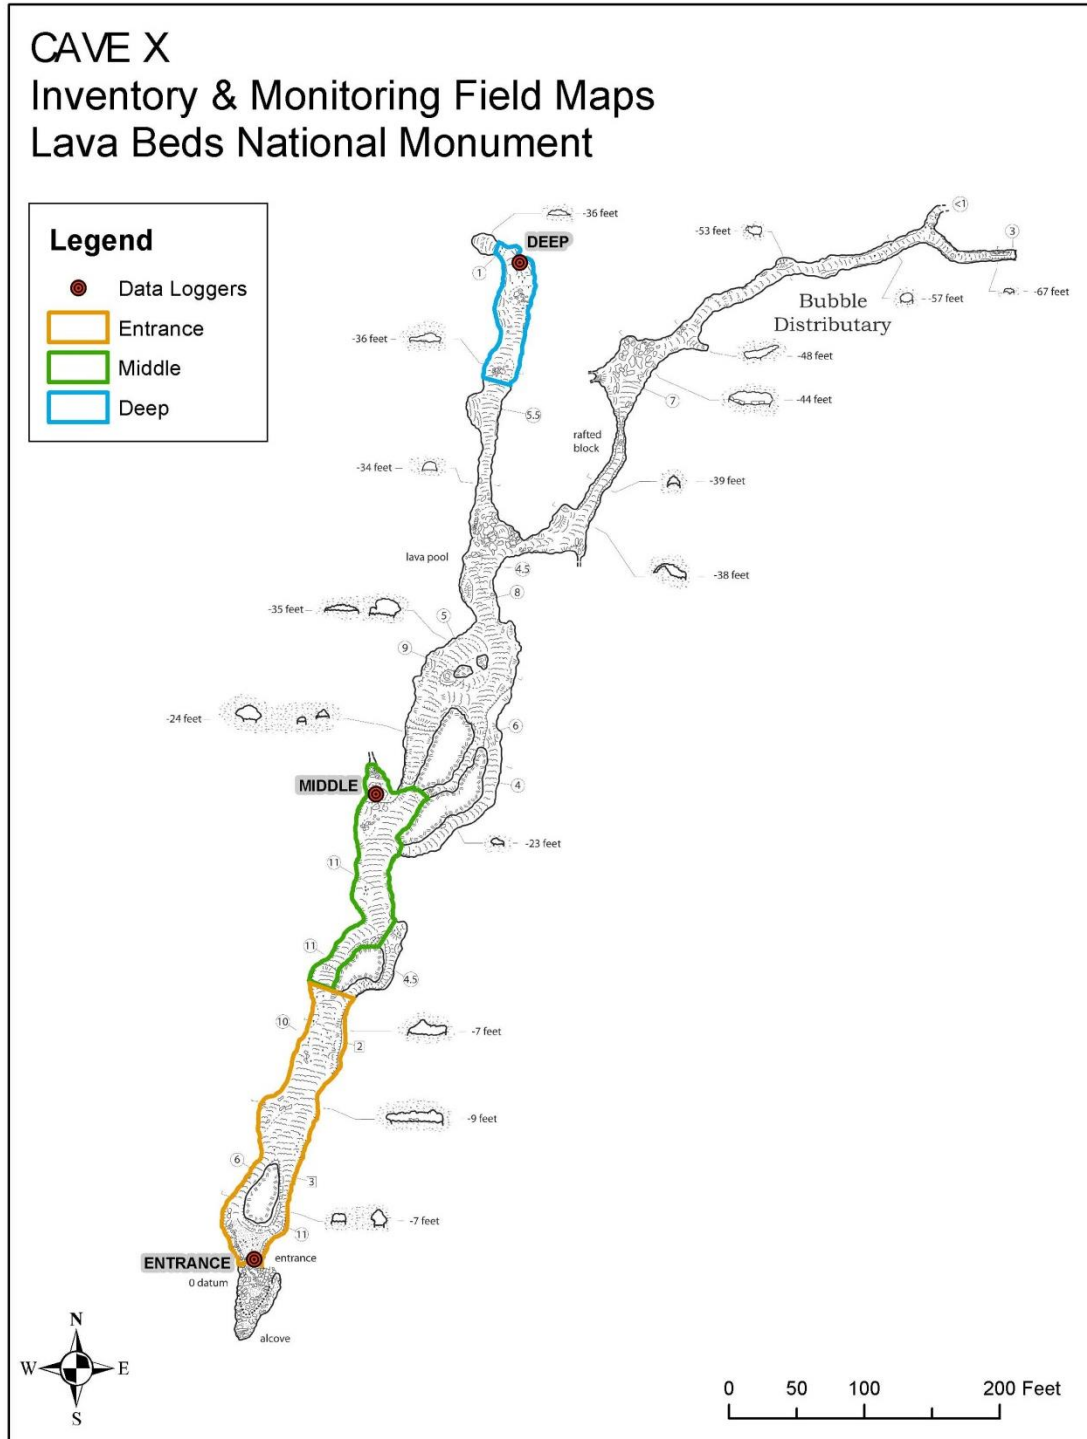 CAVE X
Inventory & Monitoring Field Maps
Lava Beds National Monument
Legend
Data Loggers
Entrance
Middle
Deep
-36 feet
DEEP
1
-36 feet
5.5
-34 feet
-53 feet
<1
3
-67 feet
-57 feet
Bubble
Distributary
-48 feet
-44 feet
7
rafted
block
-39 feet
-38 feet
lava pool
4.5
8
-35 feet
5
9
-24 feet
6
MIDDLE
4
-23 feet
11
11
4.5
10
-7 feet
2
-9 feet
6
3
-7 feet
11
ENTRANCE
entrance
0 datum
alcove
N
W
E
S
0
50
100
200 Feet